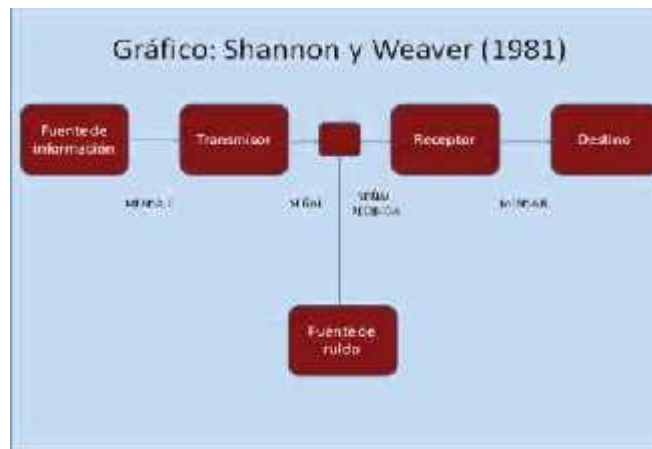 Gráfico: Shannon y Weaver (1981)
Fuente de
información
Transmisor
Receptor
Destino
MENSAJE
SEÑAL
SEÑAL
RECIBIDA
MENSAJE
Fuente de
ruido